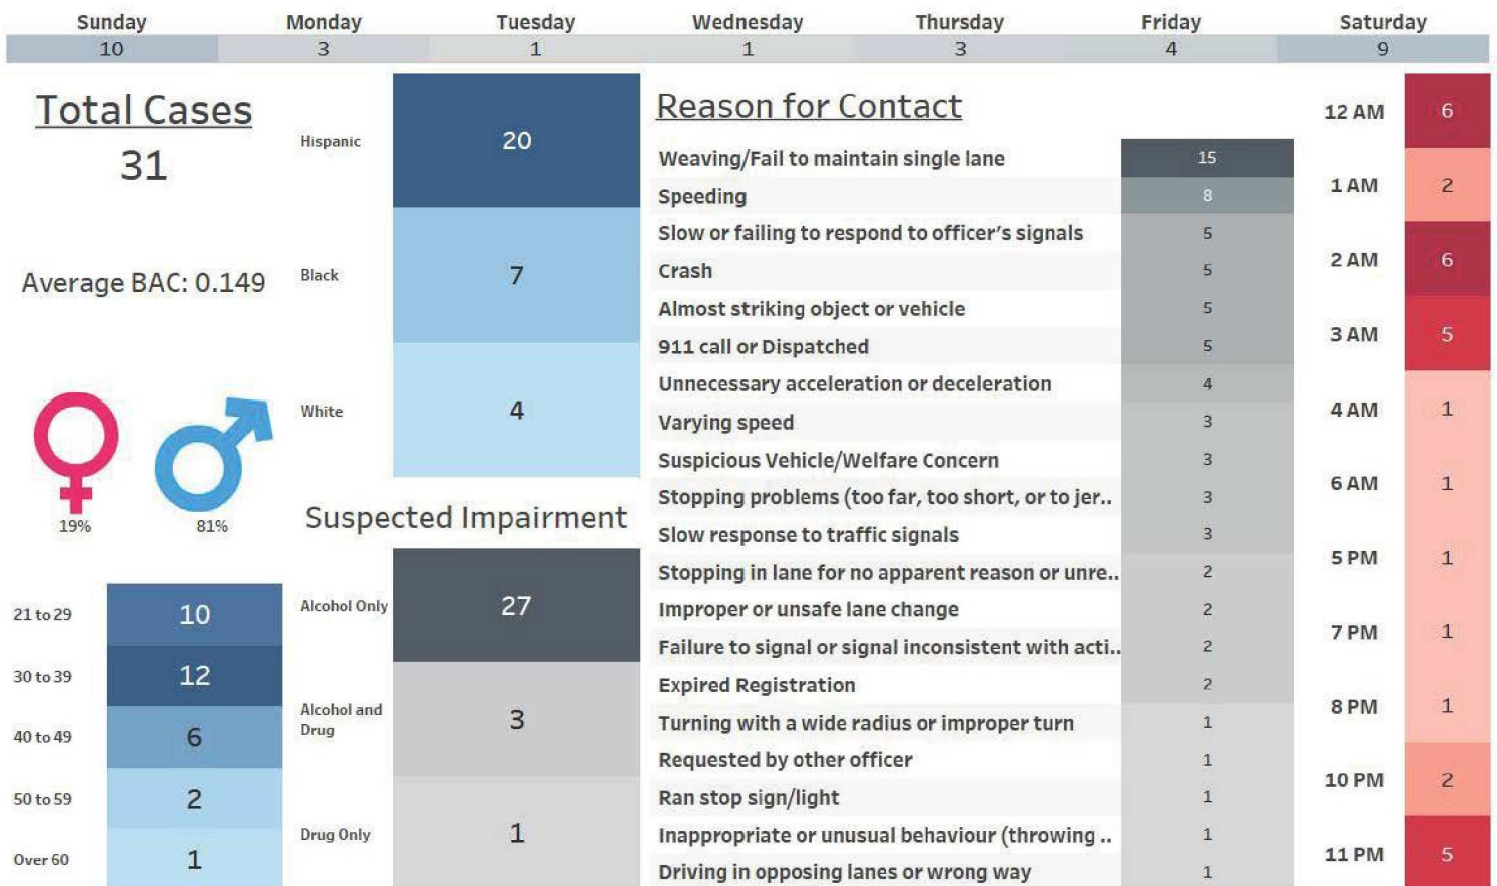 Sunday Monday Tuesday Wednesday Thursday Friday Saturday
10 3 1 1 3 4 9
Total Cases
31
Average BAC: 0.149
19% 81%
21 to 29 10
30 to 39 12
40 to 49 6
50 to 59 2
Over 60 1
Hispanic 20
Black 7
White 4
Suspected Impairment
Alcohol Only 27
Alcohol and
Drug 3
Drug Only 1
Reason for Contact
Weaving/Fail to maintain single lane 15
Speeding 8
Slow or failing to respond to officer's signals 5
Crash 5
Almost striking object or vehicle 5
911 call or Dispatched 5
Unnecessary acceleration or deceleration 4
Varying speed 3
Suspicious Vehicle/Welfare Concern 3
Stopping problems (too far, too short, or to jer.. 3
Slow response to traffic signals 3
Stopping in lane for no apparent reason or unre.. 2
Improper or unsafe lane change 2
Failure to signal or signal inconsistent with acti.. 2
Expired Registration 2
Turning with a wide radius or improper turn 1
Requested by other officer 1
Ran stop sign/light 1
Inappropriate or unusual behaviour (throwing .. 1
Driving in opposing lanes or wrong way 1
12 AM 6
1 AM 2
2 AM 6
3 AM 5
4 AM 1
6 AM 1
5 PM 1
7 PM 1
8 PM 1
10 PM 2
11 PM 5